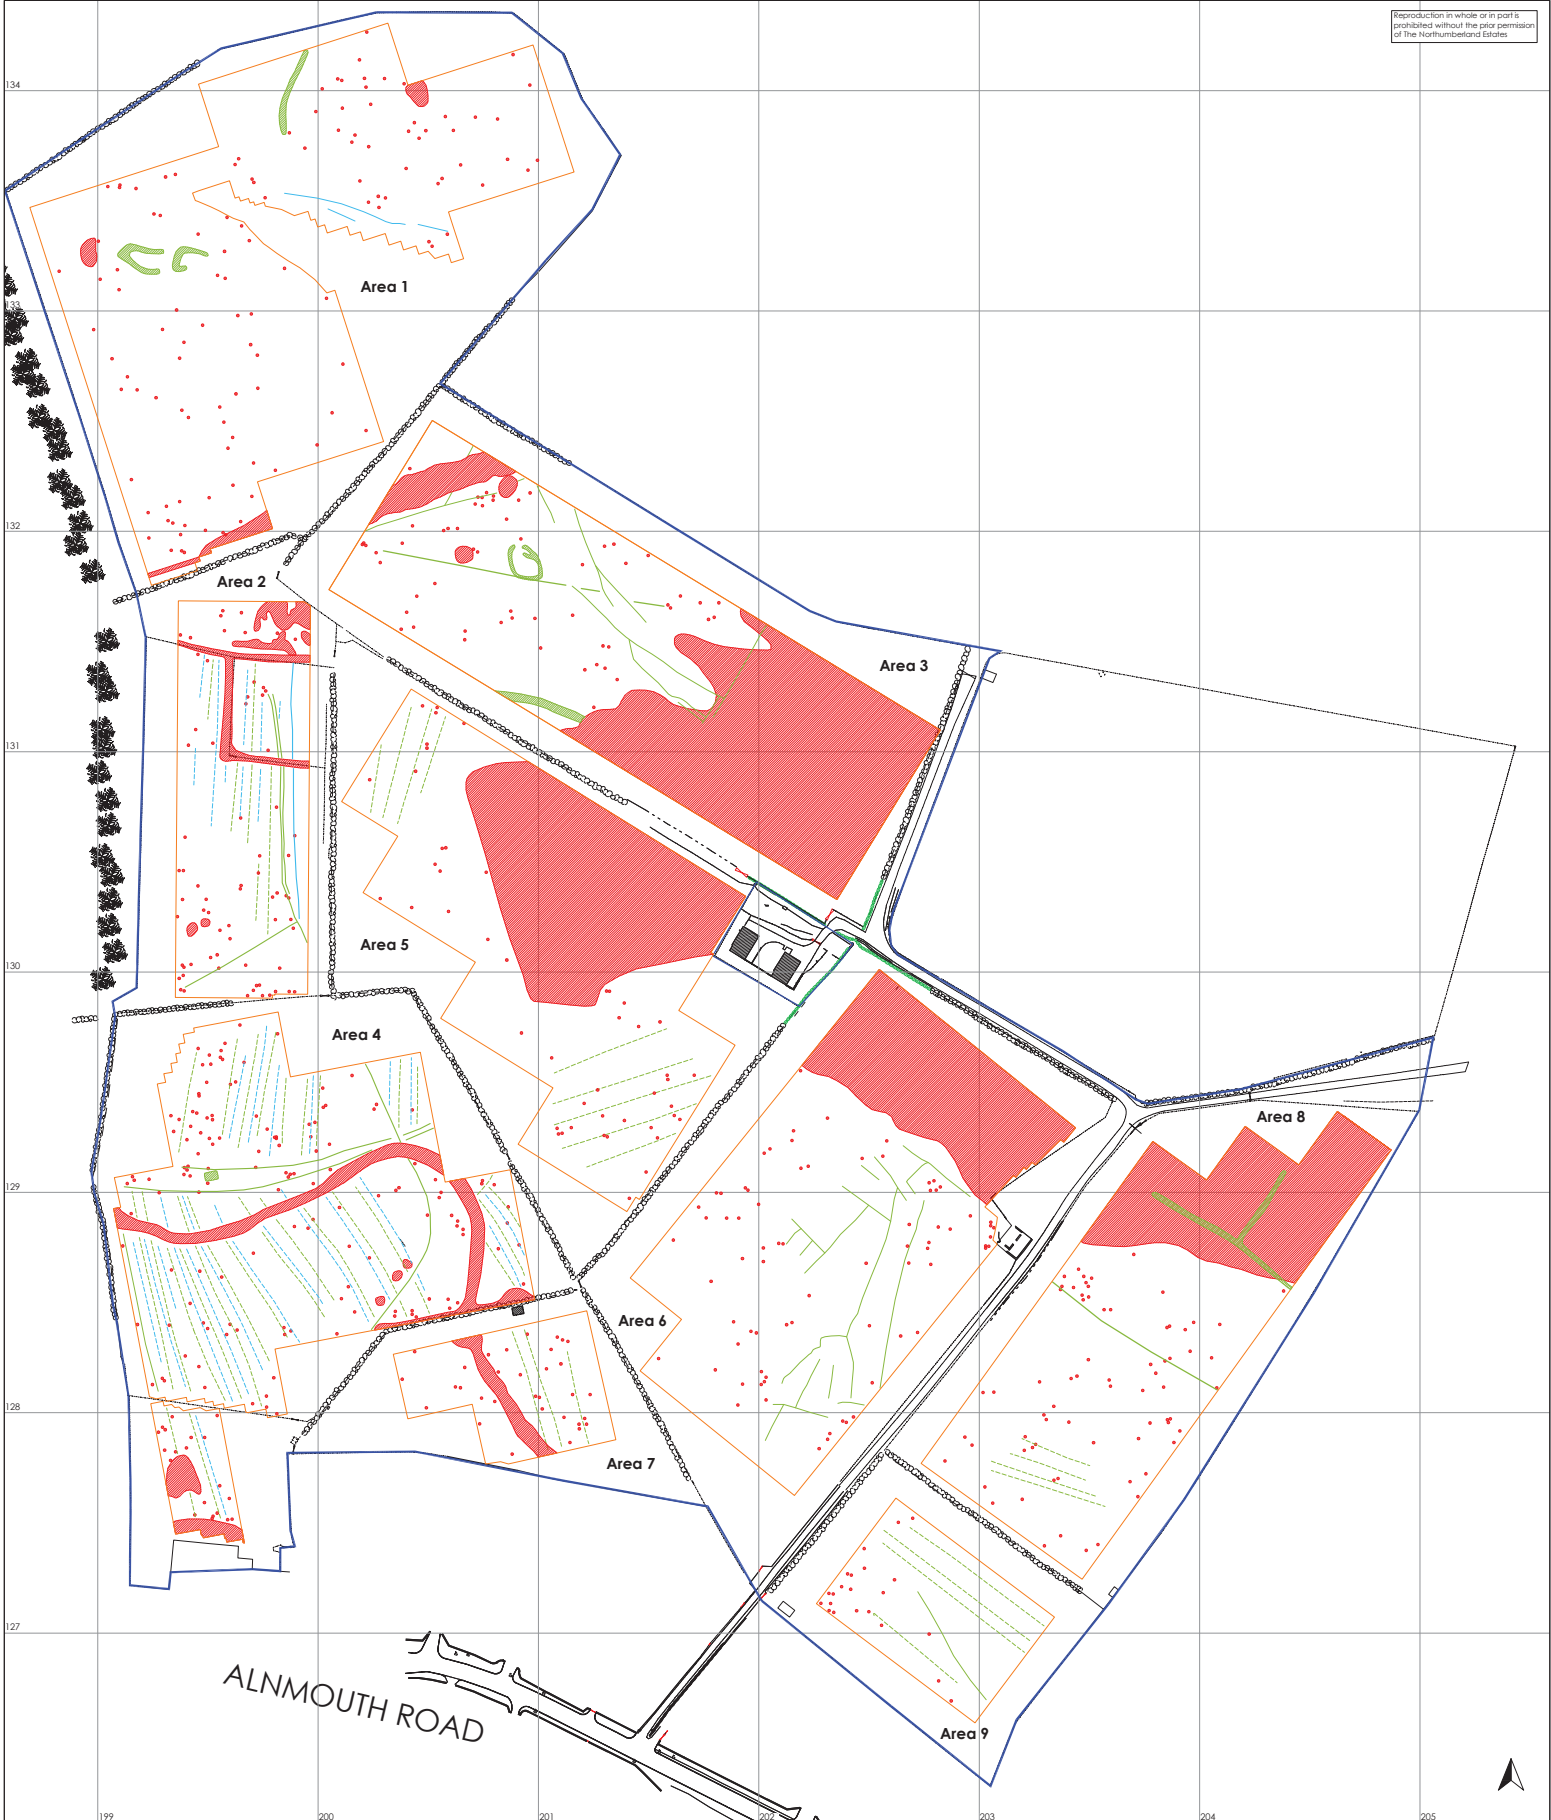 Reproduction in whole or in part is
prohibited without the prior permission
of The Northumberland Estates
134
Area 1
133
132
Area 2
Area 3
131
Area 5
130
Area 4
Area 8
129
Area 6
128
Area 7
127
ALNMOUTH ROAD
Area 9
199
200
201
202
203
204
205